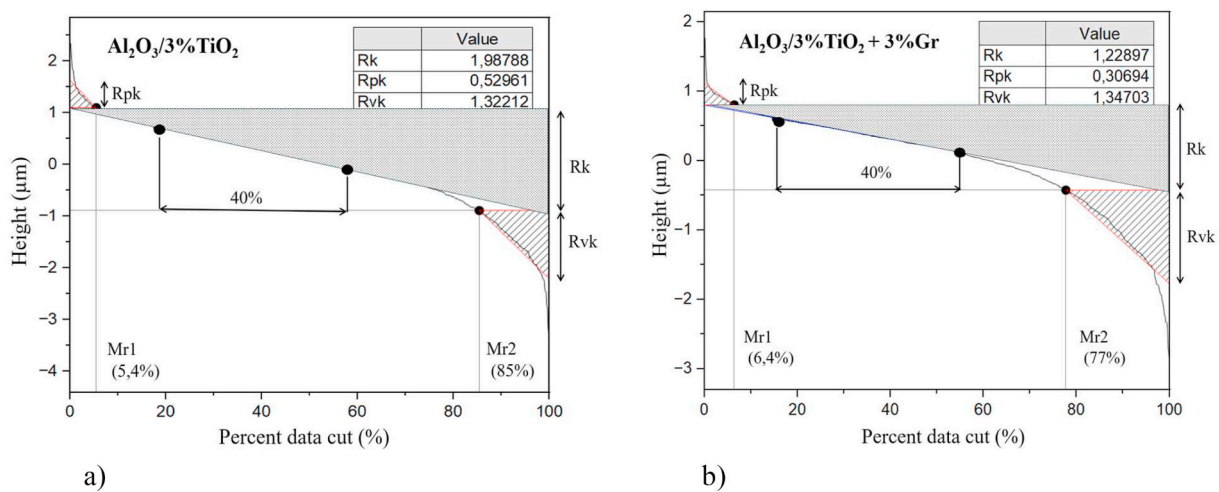 Al₂O₃/3%TiO₂
Value
Rk 1,98788
Rpk 0,52961
Rvk 1,32212
Rpk
Rk
40%
Rvk
Mr1
(5,4%)
Mr2
(85%)
2
1
0
−1
−2
−3
−4
Height (µm)
0 20 40 60 80 100
Percent data cut (%)
a)
Al₂O₃/3%TiO₂ + 3%Gr
Value
Rk 1,22897
Rpk 0,30694
Rvk 1,34703
Rpk
Rk
40%
Rvk
Mr1
(6,4%)
Mr2
(77%)
2
1
0
−1
−2
−3
Height (µm)
0 20 40 60 80 100
Percent data cut (%)
b)